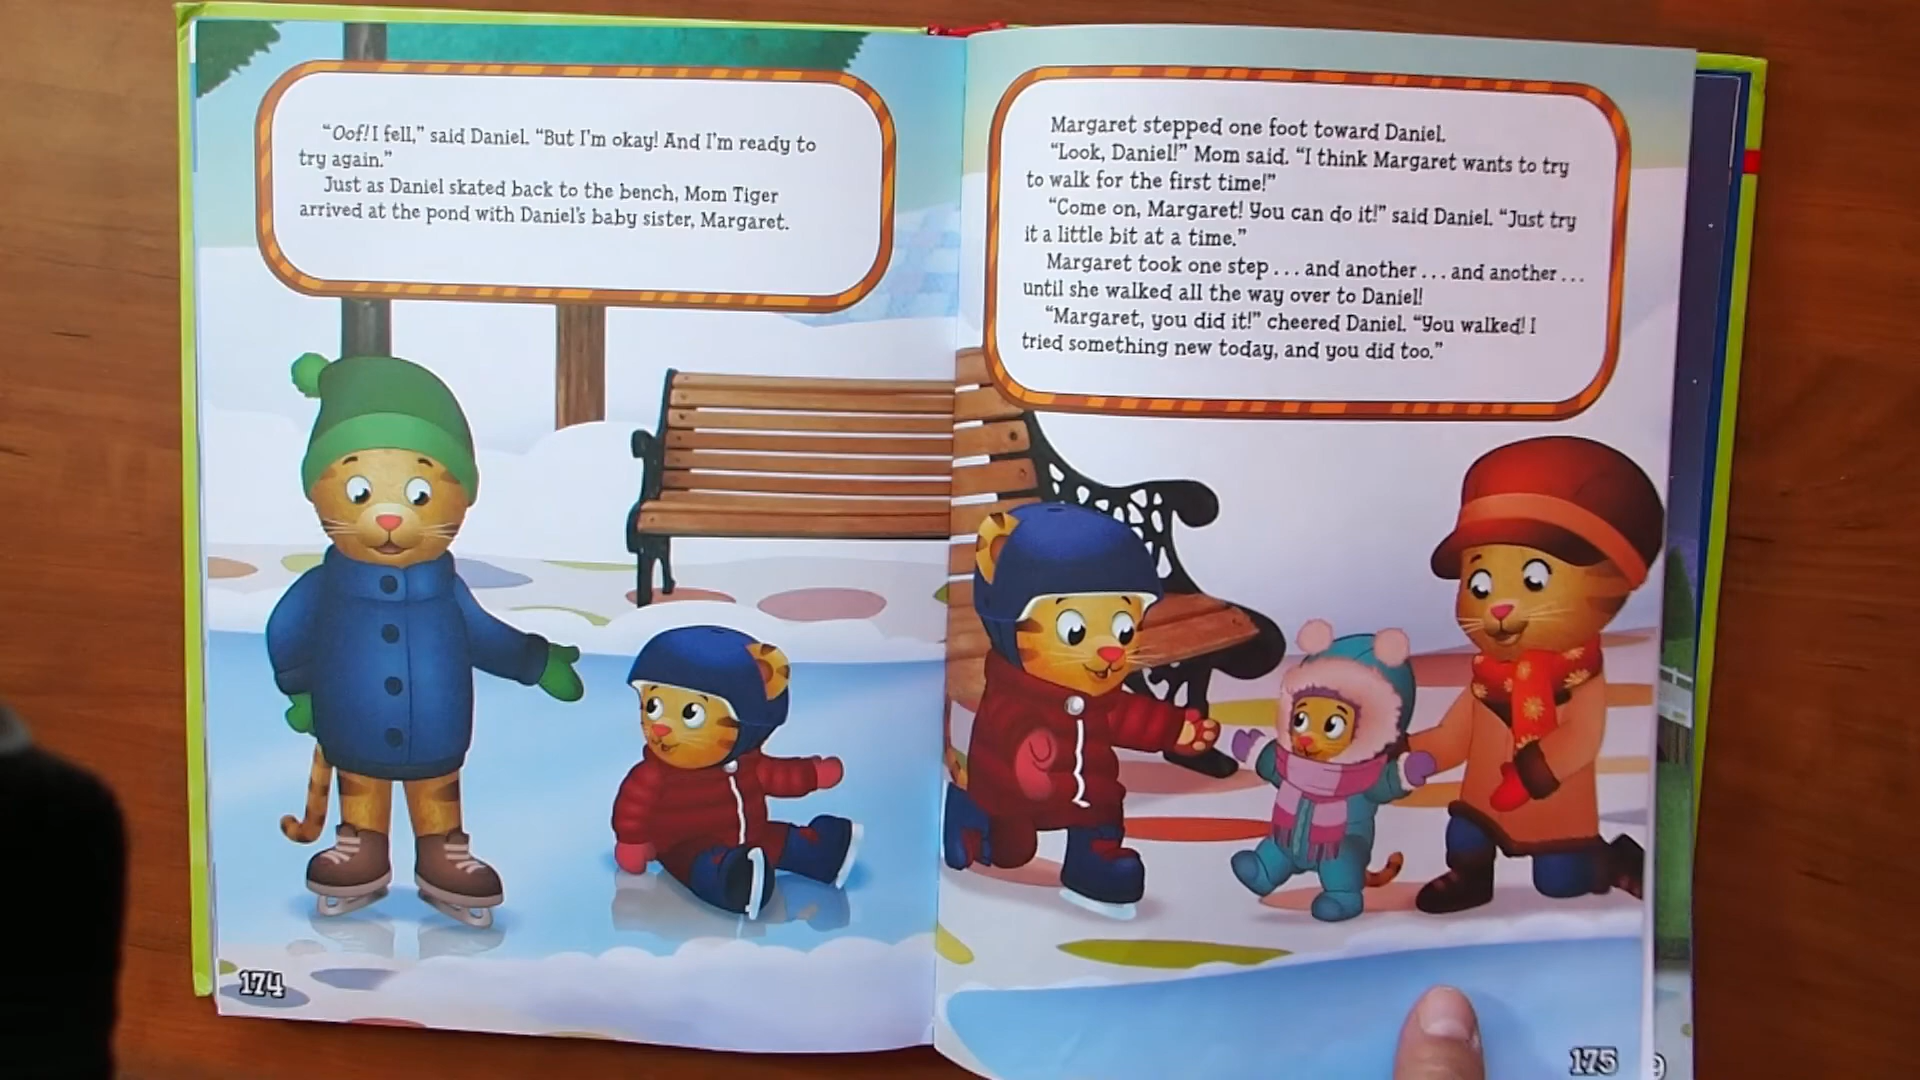 “Oof! I fell,” said Daniel. “But I’m okay! And I’m ready to
try again.”
Just as Daniel skated back to the bench, Mom Tiger
arrived at the pond with Daniel’s baby sister, Margaret.
174
Margaret stepped one foot toward Daniel.
“Look, Daniel!” Mom said. “I think Margaret wants to try
to walk for the first time!”
“Come on, Margaret! You can do it!” said Daniel. “Just try
it a little bit at a time.”
Margaret took one step . . . and another . . . and another . . .
until she walked all the way over to Daniel!
“Margaret, you did it!” cheered Daniel. “You walked! I
tried something new today, and you did too.”
175
9